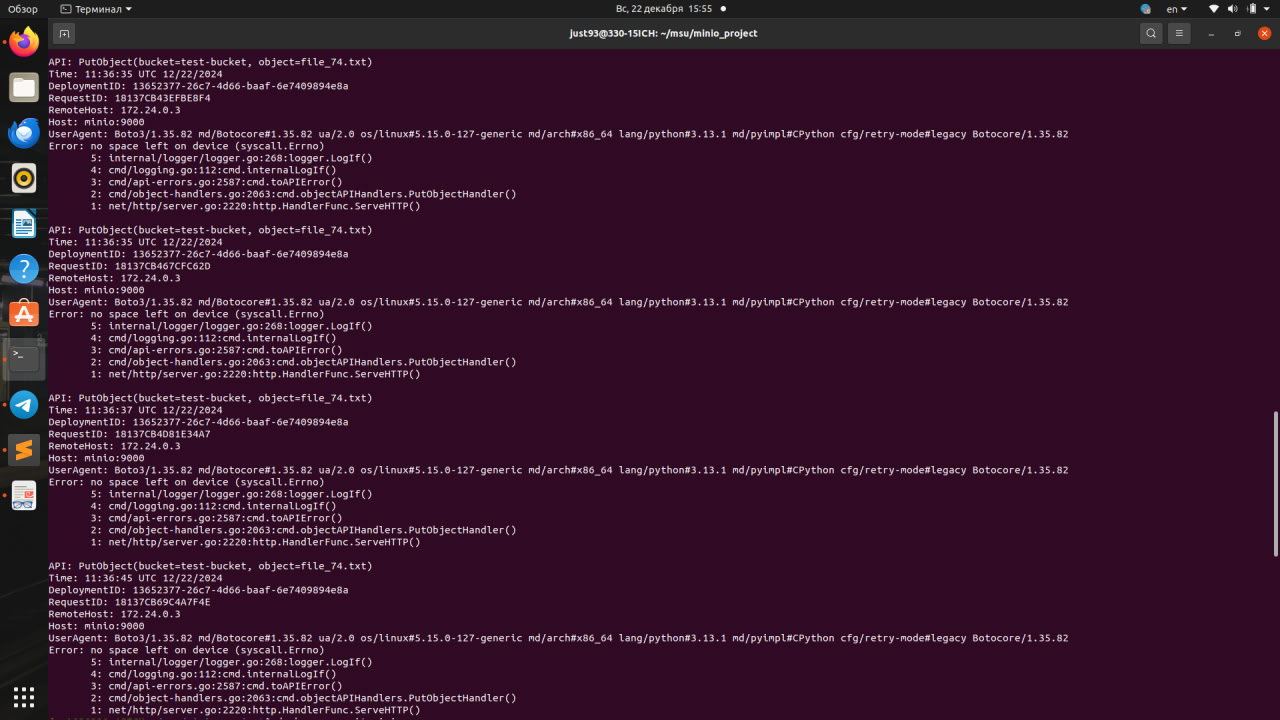 Обзор
Терминал
Вс, 22 декабря 15:55
en
just93@330-15ICH: ~/msu/minio_project
API: PutObject(bucket=test-bucket, object=file_74.txt)
Time: 11:36:35 UTC 12/22/2024
DeploymentID: 13652377-26c7-4d66-baaf-6e7409894e8a
RequestID: 18137CB43EFBE8F4
RemoteHost: 172.24.0.3
Host: minio:9000
UserAgent: Boto3/1.35.82 md/Botocore#1.35.82 ua/2.0 os/linux#5.15.0-127-generic md/arch#x86_64 lang/python#3.13.1 md/pyimpl#CPython cfg/retry-mode#legacy Botocore/1.35.82
Error: no space left on device (syscall.Errno)
5: internal/logger/logger.go:268:logger.LogIf()
4: cmd/logging.go:112:cmd.internalLogIf()
3: cmd/api-errors.go:2587:cmd.toAPIError()
2: cmd/object-handlers.go:2063:cmd.objectAPIHandlers.PutObjectHandler()
1: net/http/server.go:2220:http.HandlerFunc.ServeHTTP()
API: PutObject(bucket=test-bucket, object=file_74.txt)
Time: 11:36:35 UTC 12/22/2024
DeploymentID: 13652377-26c7-4d66-baaf-6e7409894e8a
RequestID: 18137CB467CFC62D
RemoteHost: 172.24.0.3
Host: minio:9000
UserAgent: Boto3/1.35.82 md/Botocore#1.35.82 ua/2.0 os/linux#5.15.0-127-generic md/arch#x86_64 lang/python#3.13.1 md/pyimpl#CPython cfg/retry-mode#legacy Botocore/1.35.82
Error: no space left on device (syscall.Errno)
5: internal/logger/logger.go:268:logger.LogIf()
4: cmd/logging.go:112:cmd.internalLogIf()
3: cmd/api-errors.go:2587:cmd.toAPIError()
2: cmd/object-handlers.go:2063:cmd.objectAPIHandlers.PutObjectHandler()
1: net/http/server.go:2220:http.HandlerFunc.ServeHTTP()
API: PutObject(bucket=test-bucket, object=file_74.txt)
Time: 11:36:37 UTC 12/22/2024
DeploymentID: 13652377-26c7-4d66-baaf-6e7409894e8a
RequestID: 18137CB4D81E34A7
RemoteHost: 172.24.0.3
Host: minio:9000
UserAgent: Boto3/1.35.82 md/Botocore#1.35.82 ua/2.0 os/linux#5.15.0-127-generic md/arch#x86_64 lang/python#3.13.1 md/pyimpl#CPython cfg/retry-mode#legacy Botocore/1.35.82
Error: no space left on device (syscall.Errno)
5: internal/logger/logger.go:268:logger.LogIf()
4: cmd/logging.go:112:cmd.internalLogIf()
3: cmd/api-errors.go:2587:cmd.toAPIError()
2: cmd/object-handlers.go:2063:cmd.objectAPIHandlers.PutObjectHandler()
1: net/http/server.go:2220:http.HandlerFunc.ServeHTTP()
API: PutObject(bucket=test-bucket, object=file_74.txt)
Time: 11:36:45 UTC 12/22/2024
DeploymentID: 13652377-26c7-4d66-baaf-6e7409894e8a
RequestID: 18137CB69C4A7F4E
RemoteHost: 172.24.0.3
Host: minio:9000
UserAgent: Boto3/1.35.82 md/Botocore#1.35.82 ua/2.0 os/linux#5.15.0-127-generic md/arch#x86_64 lang/python#3.13.1 md/pyimpl#CPython cfg/retry-mode#legacy Botocore/1.35.82
Error: no space left on device (syscall.Errno)
5: internal/logger/logger.go:268:logger.LogIf()
4: cmd/logging.go:112:cmd.internalLogIf()
3: cmd/api-errors.go:2587:cmd.toAPIError()
2: cmd/object-handlers.go:2063:cmd.objectAPIHandlers.PutObjectHandler()
1: net/http/server.go:2220:http.HandlerFunc.ServeHTTP()